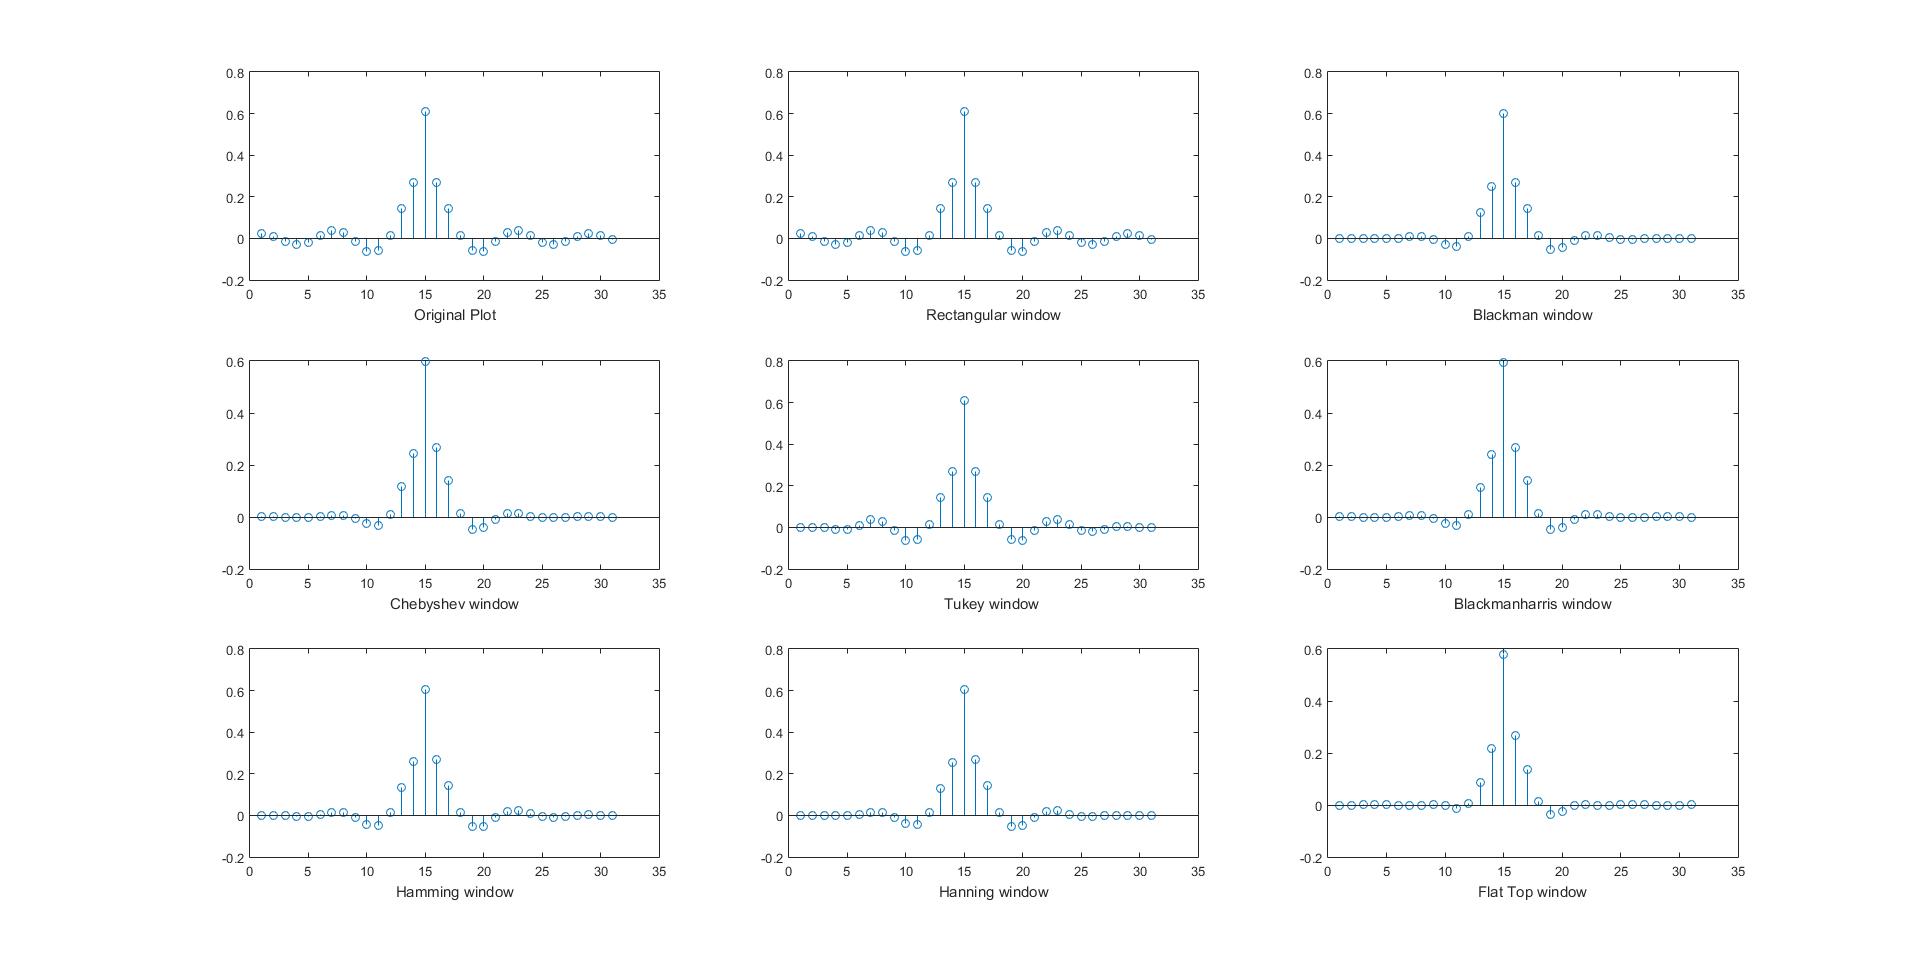 0.8 0.8 0.8
0.6 0.6 0.6
0.4 0.4 0.4
0.2 0.2 0.2
0 0 0
-0.2 -0.2 -0.2
0 5 10 15 20 25 30 35 0 5 10 15 20 25 30 35 0 5 10 15 20 25 30 35
Original Plot Rectangular window Blackman window
0.6 0.8 0.6
0.4 0.6 0.4
0.2 0.4 0.2
0 0.2 0
-0.2 0 -0.2
-0.2
0 5 10 15 20 25 30 35 0 5 10 15 20 25 30 35 0 5 10 15 20 25 30 35
Chebyshev window Tukey window Blackmanharris window
0.8 0.8 0.6
0.6 0.6 0.4
0.4 0.4 0.2
0.2 0.2 0
0 0 -0.2
-0.2 -0.2
0 5 10 15 20 25 30 35 0 5 10 15 20 25 30 35 0 5 10 15 20 25 30 35
Hamming window Hanning window Flat Top window